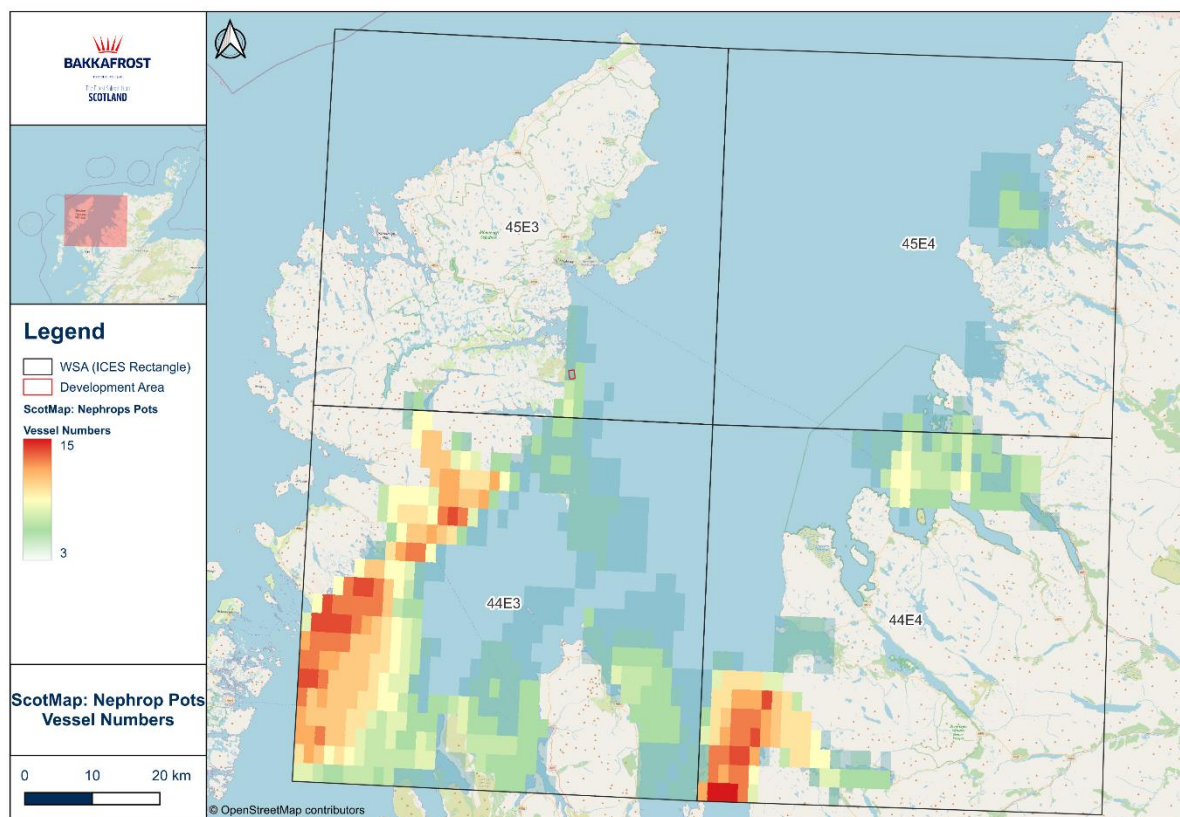 BAKKAFROST
SCOTLAND
Legend
WSA (ICES Rectangle)
Development Area
ScotMap: Nephrops Pots
Vessel Numbers
15
3
ScotMap: Nephrop Pots
Vessel Numbers
0 10 20 km
45E3
45E4
44E3
44E4
© OpenStreetMap contributors